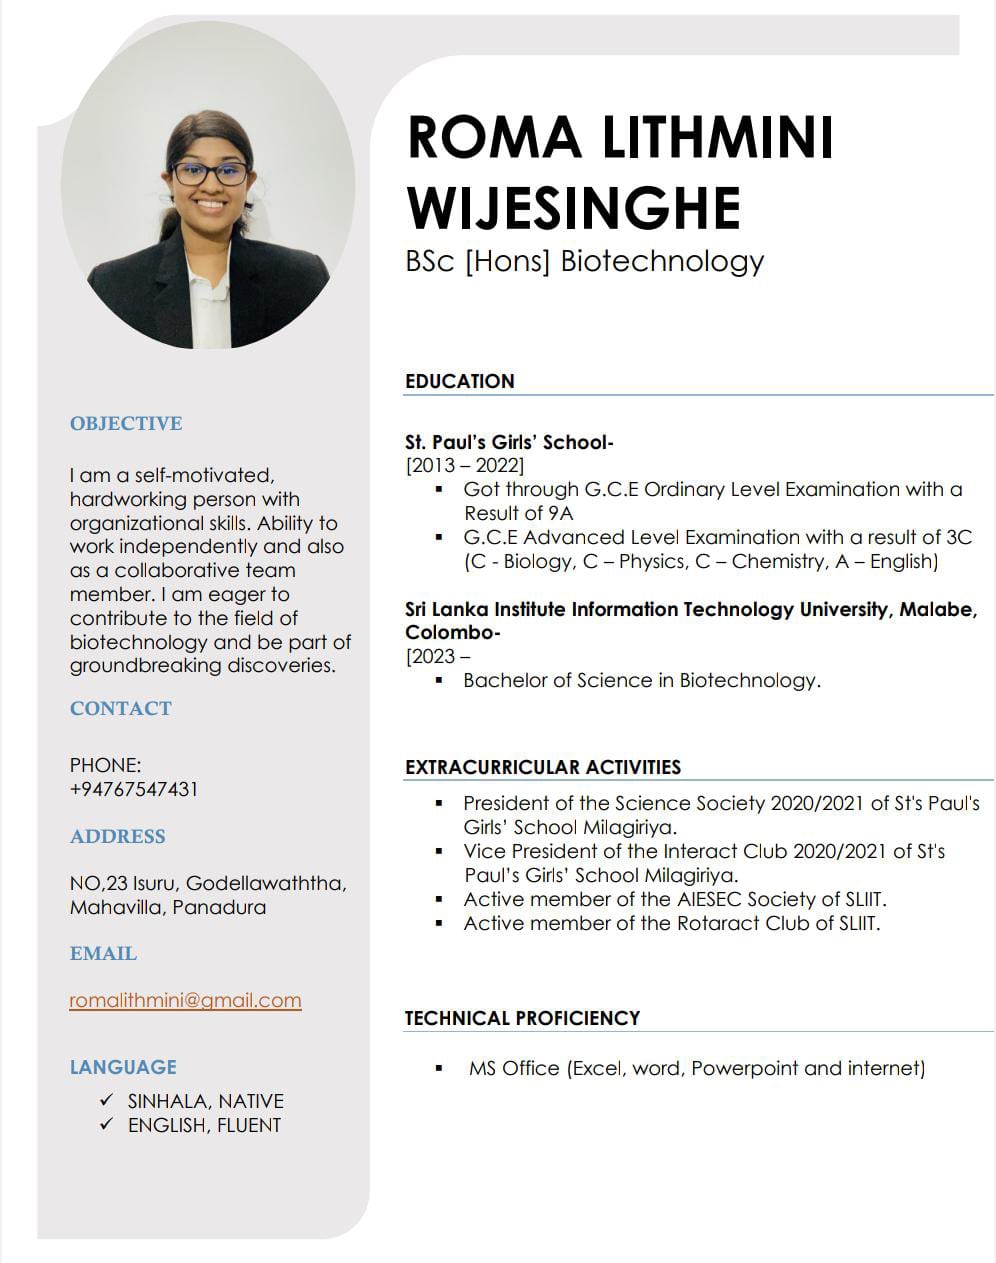 ROMA LITHMINI
WIJESINGHE
BSc [Hons] Biotechnology
OBJECTIVE
I am a self-motivated,
hardworking person with
organizational skills. Ability to
work independently and also
as a collaborative team
member. I am eager to
contribute to the field of
biotechnology and be part of
groundbreaking discoveries.
CONTACT
PHONE:
+94767547431
ADDRESS
NO,23 Isuru, Godellawaththa,
Mahavilla, Panadura
EMAIL
romalithmini@gmail.com
LANGUAGE
✓ SINHALA, NATIVE
✓ ENGLISH, FLUENT
EDUCATION
St. Paul’s Girls’ School-
[2013 – 2022]
▪ Got through G.C.E Ordinary Level Examination with a
Result of 9A
▪ G.C.E Advanced Level Examination with a result of 3C
(C - Biology, C – Physics, C – Chemistry, A – English)
Sri Lanka Institute Information Technology University, Malabe,
Colombo-
[2023 –
▪ Bachelor of Science in Biotechnology.
EXTRACURRICULAR ACTIVITIES
▪ President of the Science Society 2020/2021 of St's Paul's
Girls’ School Milagiriya.
▪ Vice President of the Interact Club 2020/2021 of St's
Paul’s Girls’ School Milagiriya.
▪ Active member of the AIESEC Society of SLIIT.
▪ Active member of the Rotaract Club of SLIIT.
TECHNICAL PROFICIENCY
▪ MS Office (Excel, word, Powerpoint and internet)